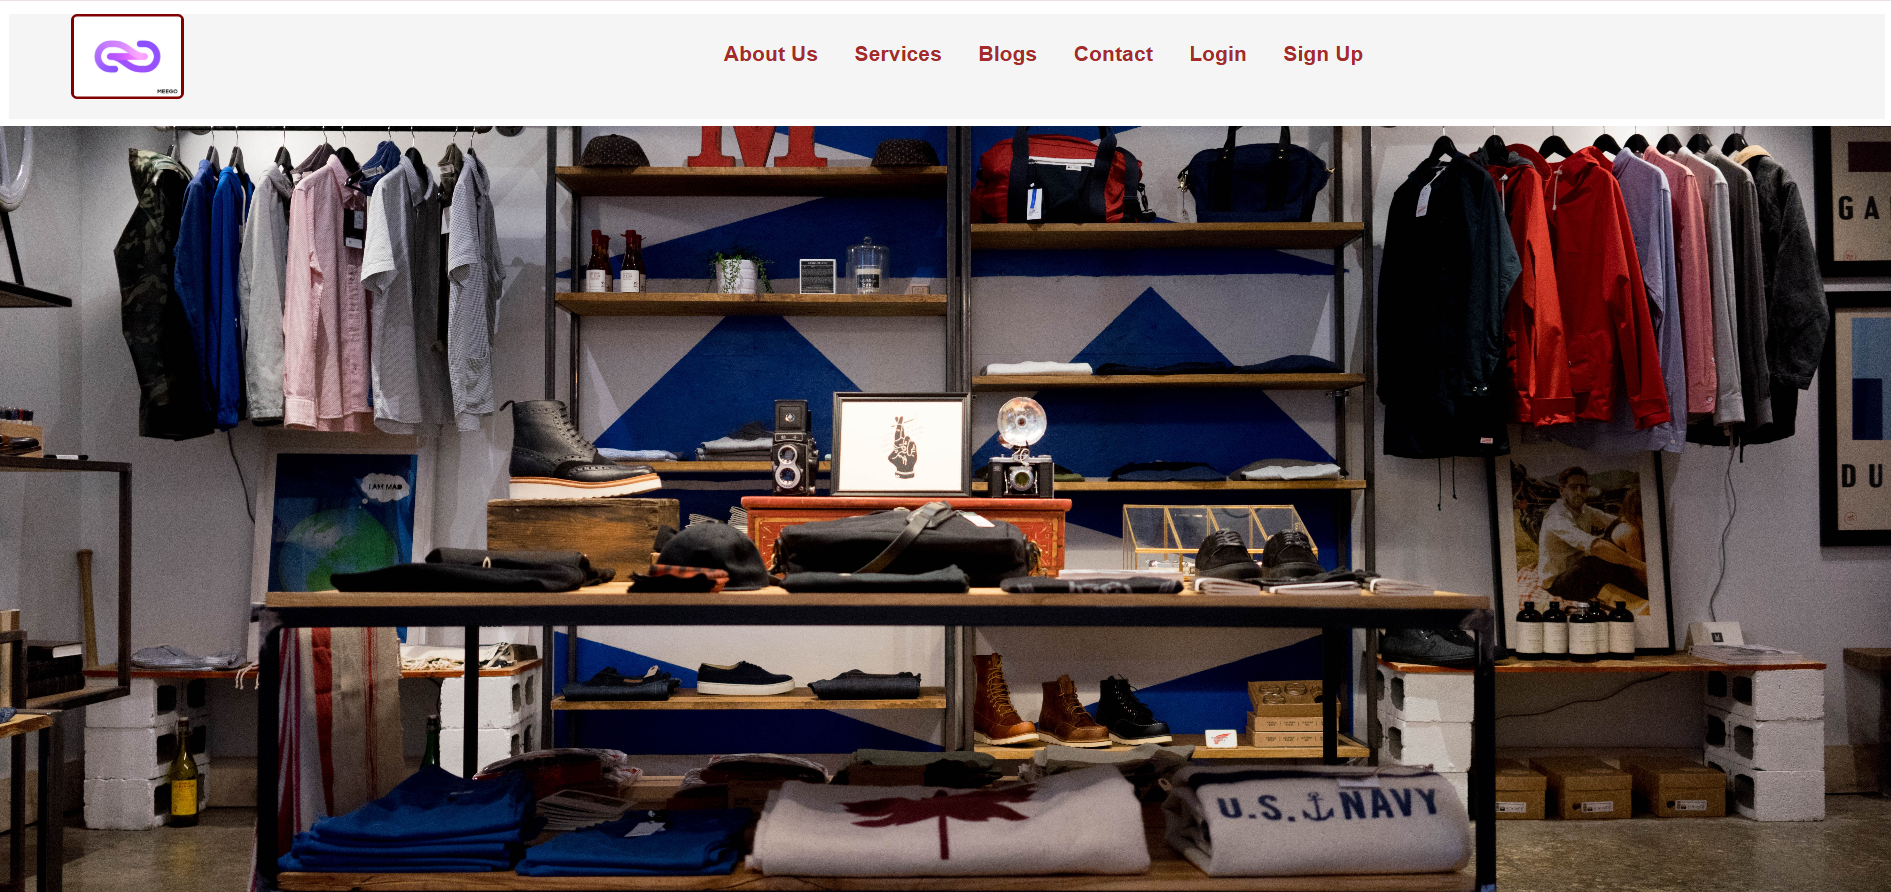 MEEGO
About Us Services Blogs Contact Login Sign Up
M
GA
I AM MAD
DU
U.S. NAVY